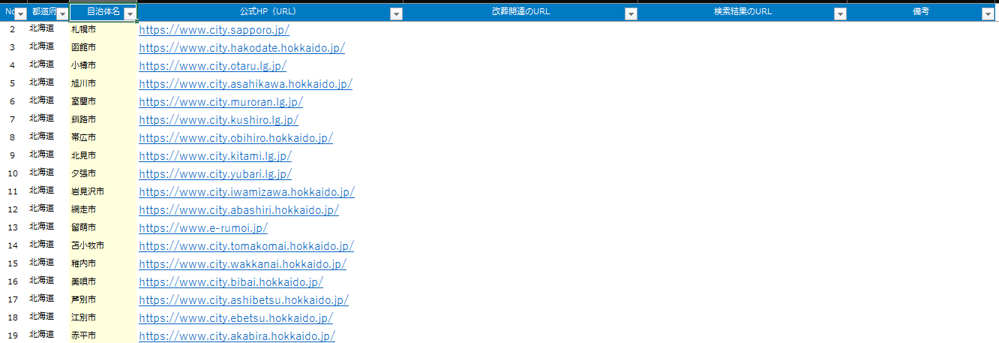 No 都道府 自治体名 公式HP（URL） 改葬関連のURL 検索結果のURL 備考
2 北海道 札幌市 https://www.city.sapporo.jp/
3 北海道 函館市 https://www.city.hakodate.hokkaido.jp/
4 北海道 小樽市 https://www.city.otaru.lg.jp/
5 北海道 旭川市 https://www.city.asahikawa.hokkaido.jp/
6 北海道 室蘭市 https://www.city.muroran.lg.jp/
7 北海道 釧路市 https://www.city.kushiro.lg.jp/
8 北海道 帯広市 https://www.city.obihiro.hokkaido.jp/
9 北海道 北見市 https://www.city.kitami.lg.jp/
10 北海道 夕張市 https://www.city.yubari.lg.jp/
11 北海道 岩見沢市 https://www.city.iwamizawa.hokkaido.jp/
12 北海道 網走市 https://www.city.abashiri.hokkaido.jp/
13 北海道 留萌市 https://www.e-rumoi.jp/
14 北海道 苫小牧市 https://www.city.tomakomai.hokkaido.jp/
15 北海道 稚内市 https://www.city.wakkanai.hokkaido.jp/
16 北海道 美唄市 https://www.city.bibai.hokkaido.jp/
17 北海道 芦別市 https://www.city.ashibetsu.hokkaido.jp/
18 北海道 江別市 https://www.city.ebetsu.hokkaido.jp/
19 北海道 赤平市 https://www.city.akabira.hokkaido.jp/